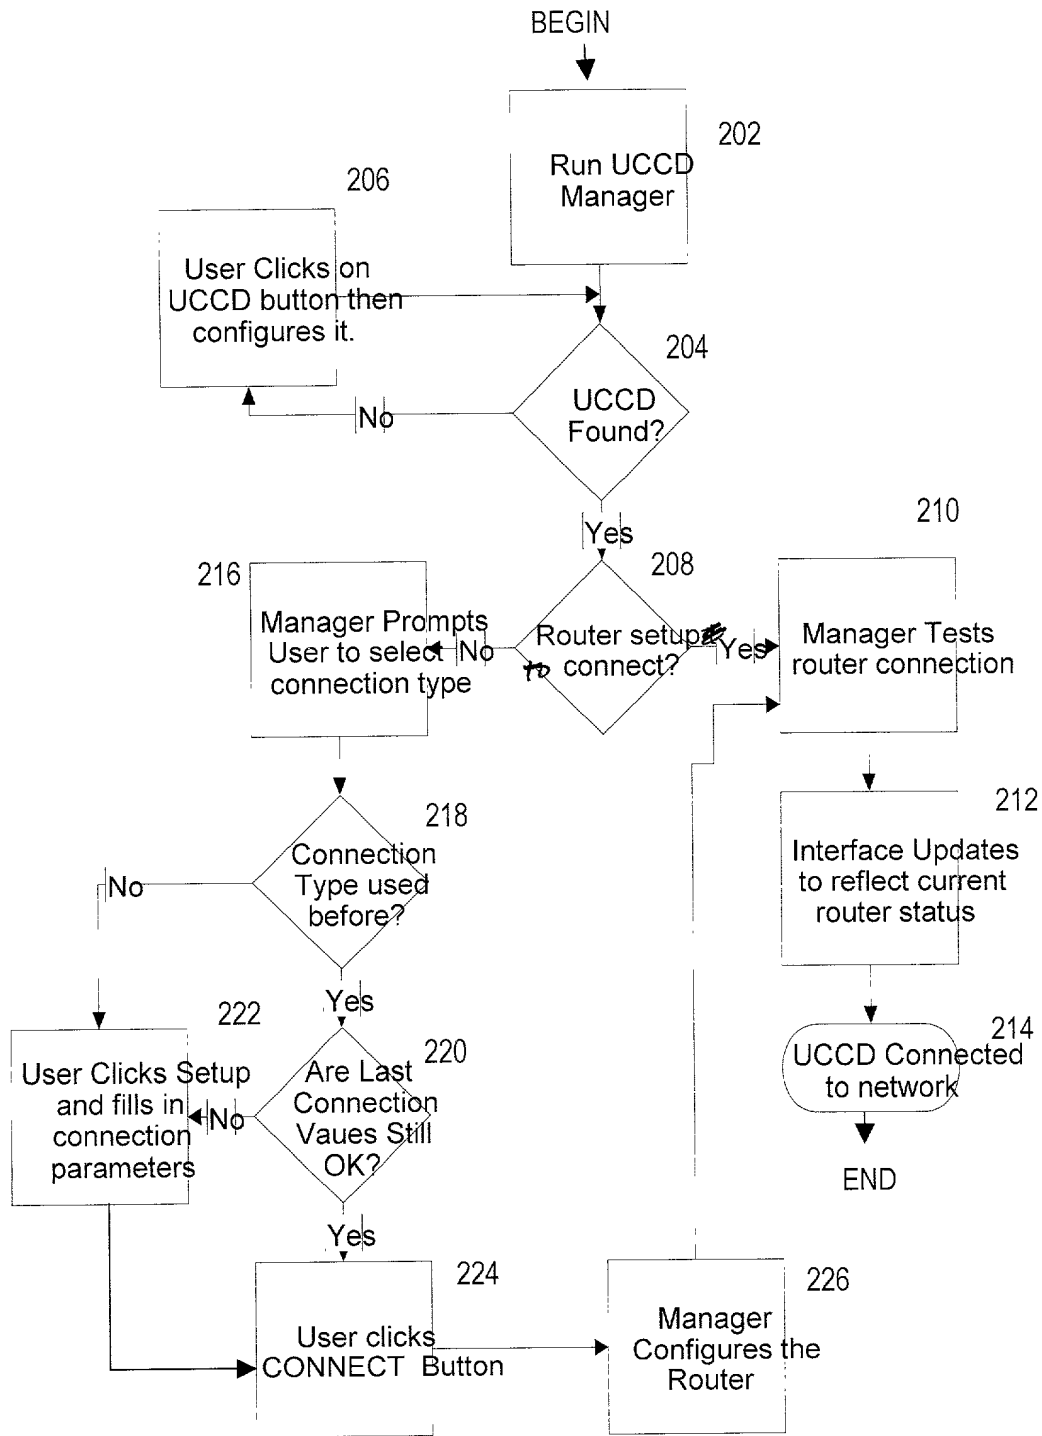 BEGIN
202
Run UCCD
Manager
206
User Clicks on
UCCD button then
configures it.
204
UCCD
Found?
No
Yes
210
208
216
Manager Prompts
User to select
connection type
No
Router setup
to connect?
Yes
Manager Tests
router connection
212
218
Connection
Type used
before?
No
Interface Updates
to reflect current
router status
Yes
222
220
214
UCCD Connected
to network
User Clicks Setup
and fills in
connection
parameters
No
Are Last
Connection
Vaues Still
OK?
END
Yes
224
226
User clicks
CONNECT Button
Manager
Configures the
Router